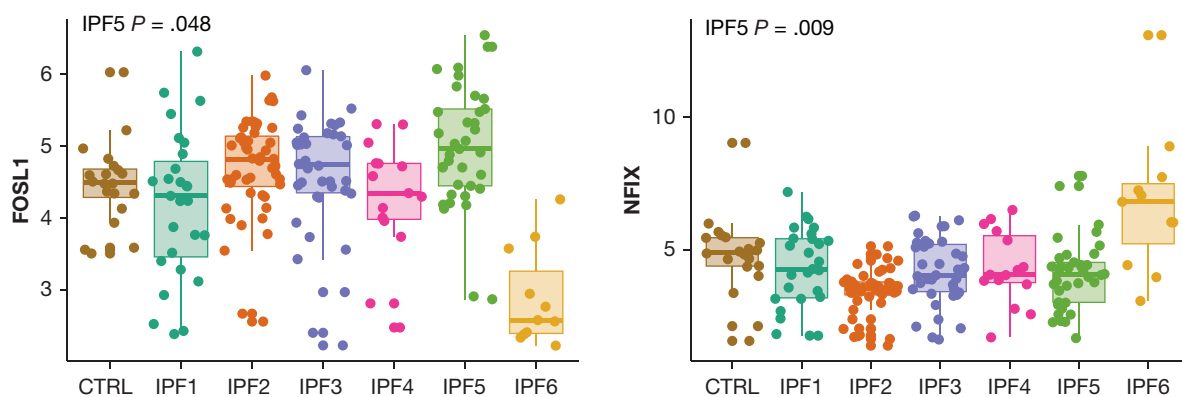 IPF5 P = .048
FOSL1
6
5
4
3
CTRL IPF1 IPF2 IPF3 IPF4 IPF5 IPF6
IPF5 P = .009
NFIX
10
5
CTRL IPF1 IPF2 IPF3 IPF4 IPF5 IPF6